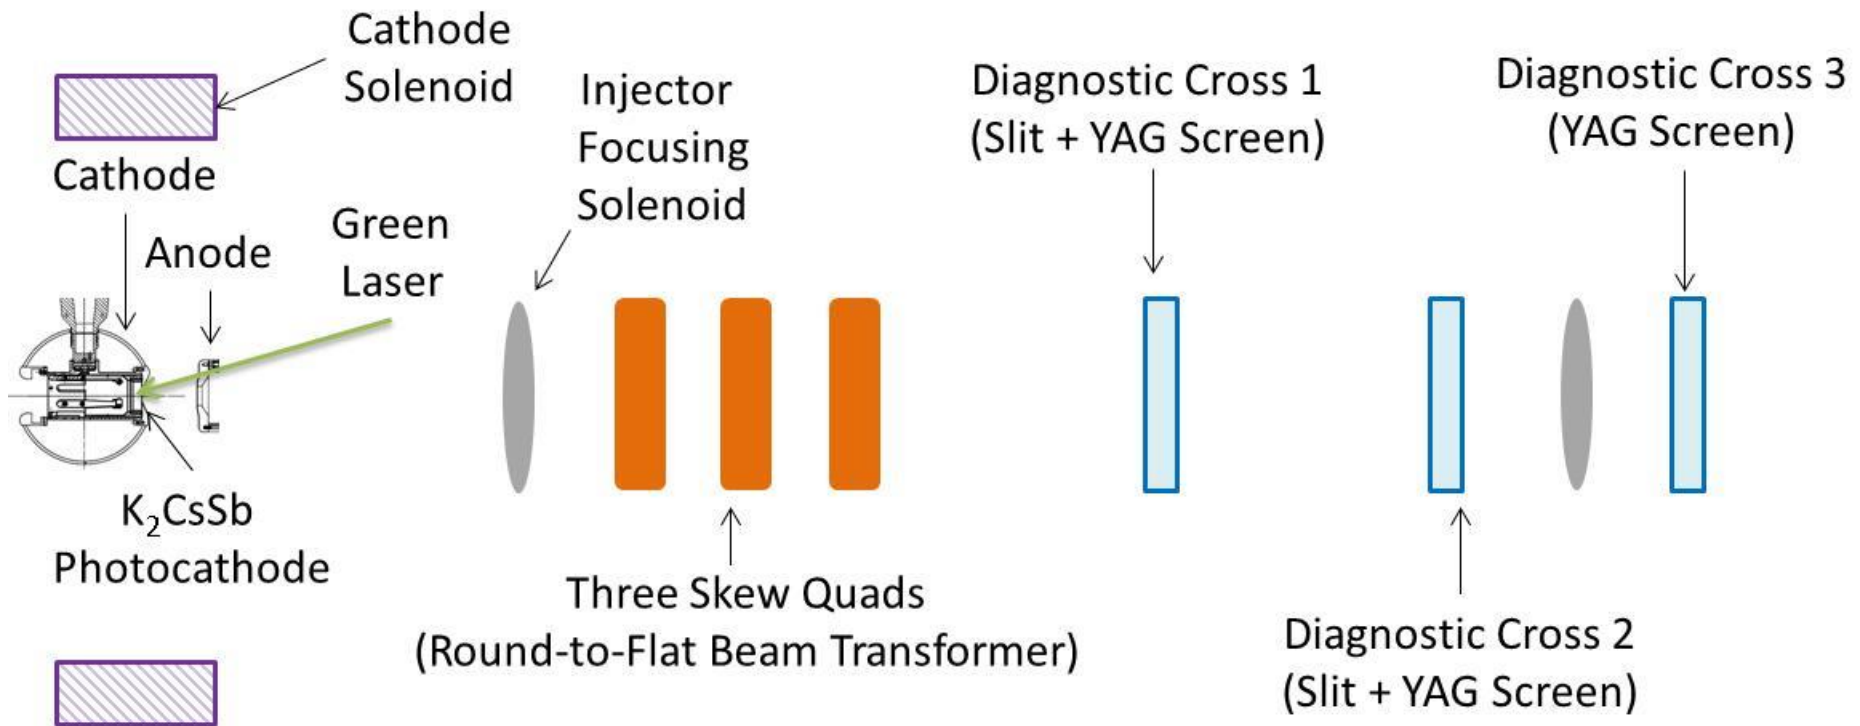 Cathode
Solenoid
Injector
Focusing
Solenoid
Diagnostic Cross 1
(Slit + YAG Screen)
Diagnostic Cross 3
(YAG Screen)
Cathode
Anode
Green
Laser
K₂CsSb
Photocathode
Three Skew Quads
(Round-to-Flat Beam Transformer)
Diagnostic Cross 2
(Slit + YAG Screen)